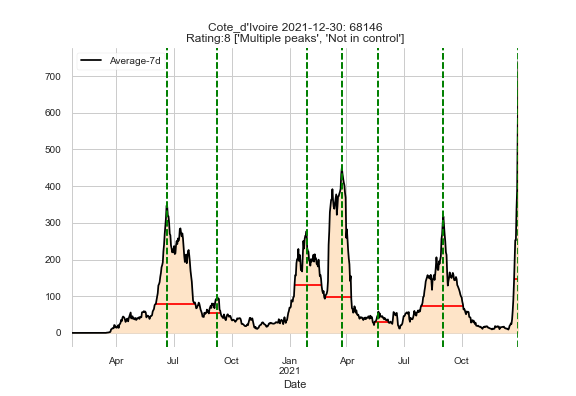 Cote_d'Ivoire 2021-12-30: 68146
Rating:8 ['Multiple peaks', 'Not in control']
Average-7d
700
600
500
400
300
200
100
0
Apr Jul Oct Jan Apr Jul Oct
2021
Date